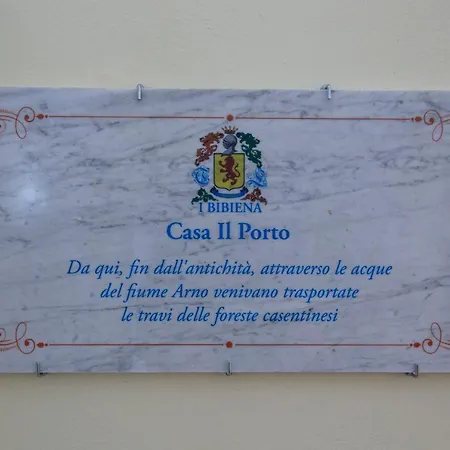 I BIBIENA
Casa Il Porto
Da qui, fin dall'antichità, attraverso le acque
del fiume Arno venivano trasportate
le travi delle foreste casentinesi